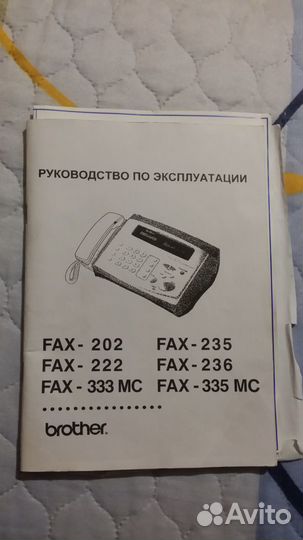 РУКОВОДСТВО ПО ЭКСПЛУАТАЦИИ
FAX - 202 FAX - 235
FAX - 222 FAX - 236
FAX - 333 MC FAX - 335 MC
brother.
Avito